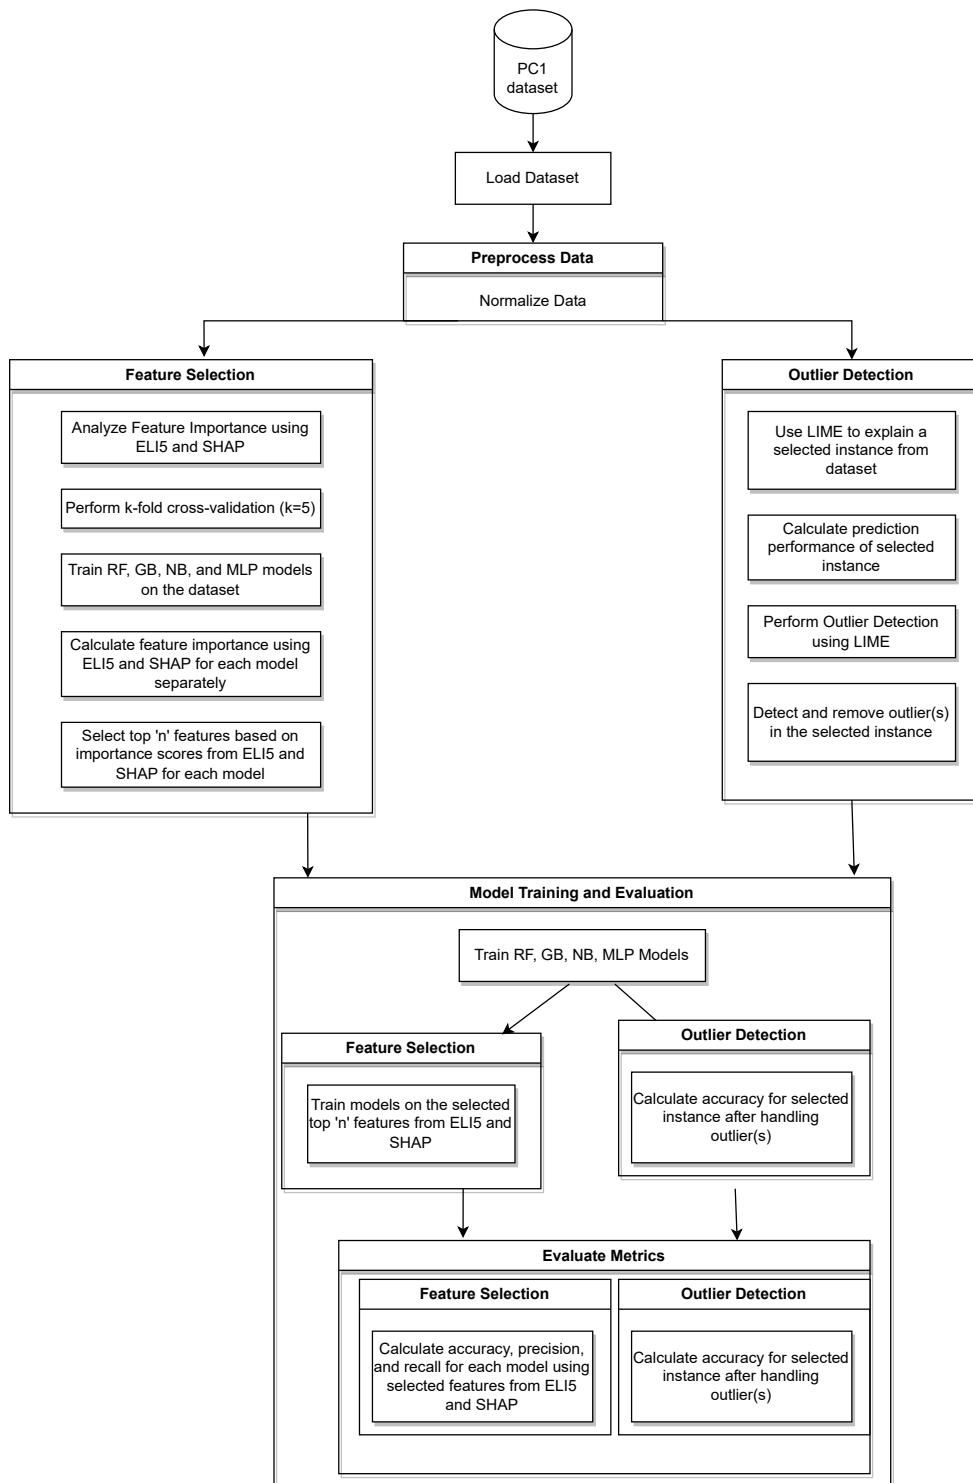 PC1
dataset
Load Dataset
Preprocess Data
Normalize Data
Feature Selection
Analyze Feature Importance using
ELI5 and SHAP
Perform k-fold cross-validation (k=5)
Train RF, GB, NB, and MLP models
on the dataset
Calculate feature importance using
ELI5 and SHAP for each model
separately
Select top 'n' features based on
importance scores from ELI5 and
SHAP for each model
Outlier Detection
Use LIME to explain a
selected instance from
dataset
Calculate prediction
performance of selected
instance
Perform Outlier Detection
using LIME
Detect and remove outlier(s)
in the selected instance
Model Training and Evaluation
Train RF, GB, NB, MLP Models
Feature Selection
Train models on the selected
top 'n' features from ELI5 and
SHAP
Outlier Detection
Calculate accuracy for selected
instance after handling
outlier(s)
Evaluate Metrics
Feature Selection
Calculate accuracy, precision,
and recall for each model using
selected features from ELI5
and SHAP
Outlier Detection
Calculate accuracy for selected
instance after handling
outlier(s)